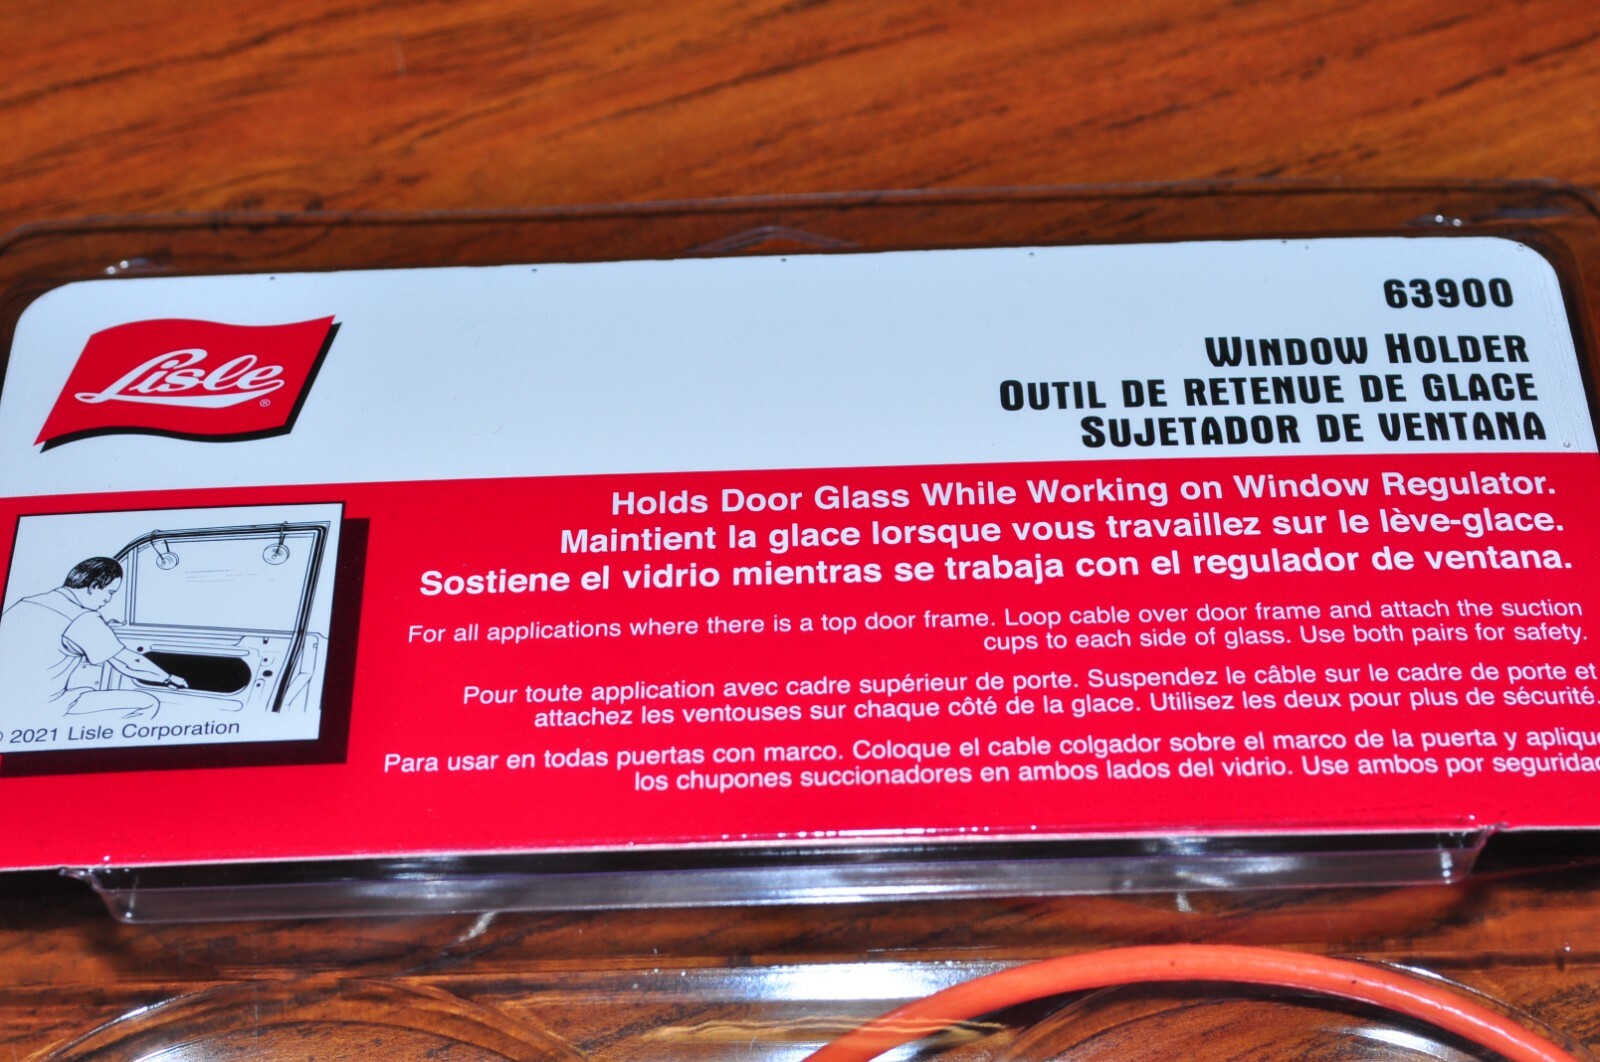 Lisle®
63900
WINDOW HOLDER
OUTIL DE RETENUE DE GLACE
SUJETADOR DE VENTANA
Holds Door Glass While Working on Window Regulator.
Maintient la glace lorsque vous travaillez sur le lève-glace.
Sostiene el vidrio mientras se trabaja con el regulador de ventana.
For all applications where there is a top door frame. Loop cable over door frame and attach the suction
cups to each side of glass. Use both pairs for safety.
Pour toute application avec cadre supérieur de porte. Suspendez le câble sur le cadre de porte et
attachez les ventouses sur chaque côté de la glace. Utilisez les deux pour plus de sécurité.
Para usar en todas puertas con marco. Coloque el cable colgador sobre el marco de la puerta y aplique
los chupones succionadores en ambos lados del vidrio. Use ambos por seguridad
© 2021 Lisle Corporation